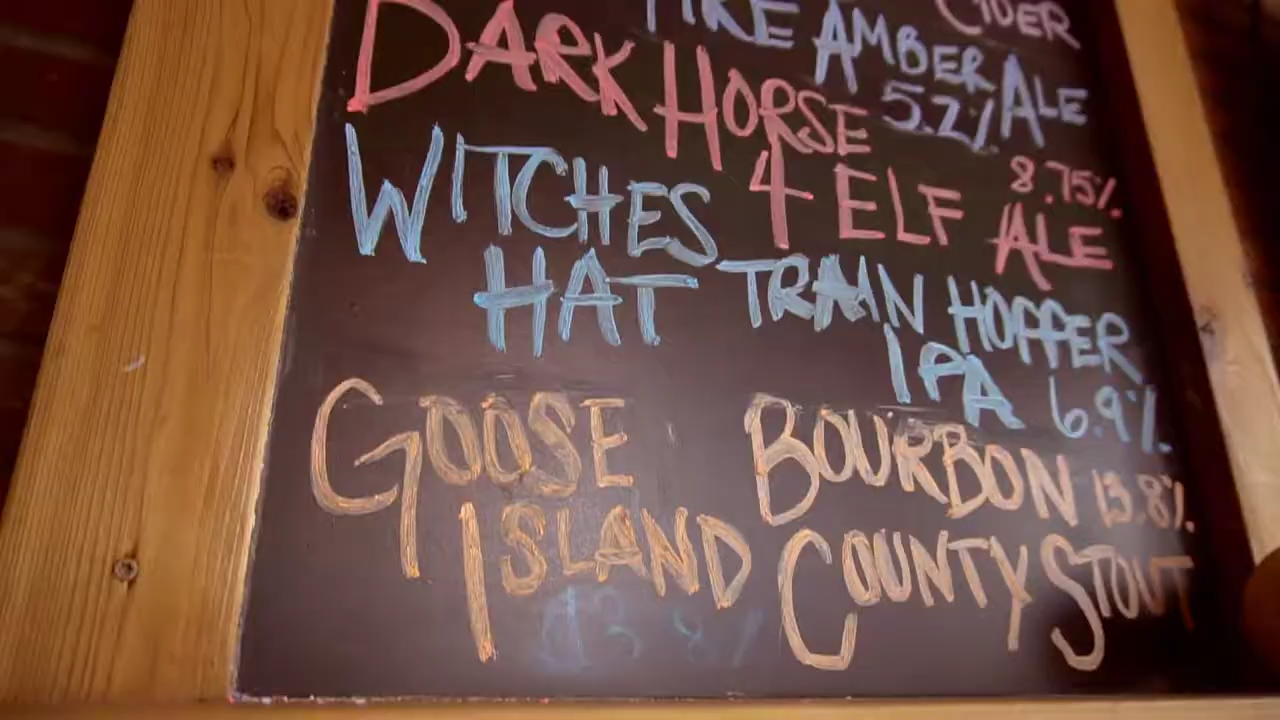 CIDER
TIRE AMBER ALE
5.2%
DARK HORSE
4 ELF ALE
8.75%
WITCHES HAT
TRAIN HOPPER
IPA 6.9%
GOOSE ISLAND
BOURBON 13.8%
COUNTY STOUT